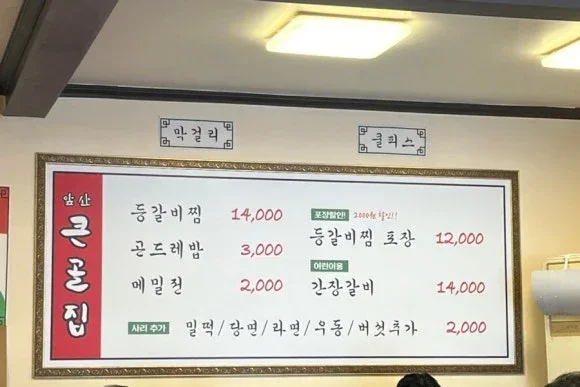 막걸리
쿨피스
앞산
큰골집
등갈비찜 14,000
곤드레밥 3,000
메밀전 2,000
포장할인! 2000원 할인!!
등갈비찜 포장 12,000
어린이용
간장갈비 14,000
사리 추가 밀떡/당면/라면/우동/버섯추가 2,000